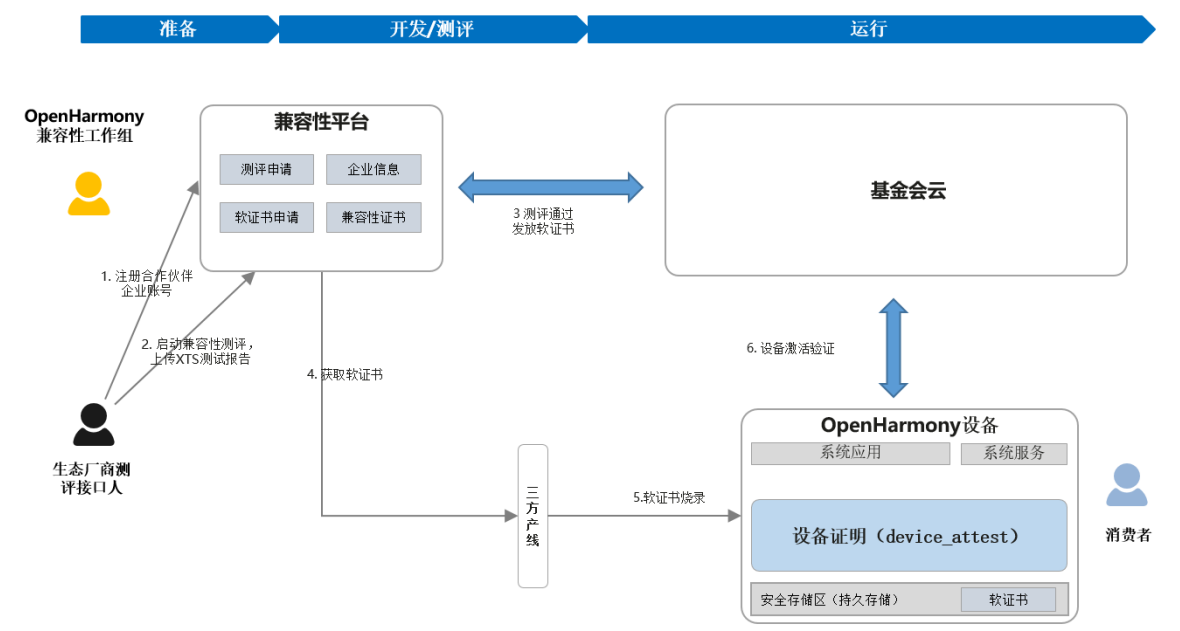 准备
开发/测评
运行
OpenHarmony
兼容性工作组
兼容性平台
测评申请
企业信息
软证书申请
兼容性证书
3 测评通过
发放软证书
基金会云
1. 注册合作伙伴
企业账号
2. 启动兼容性测评，
上传XTS测试报告
4. 获取软证书
6. 设备激活验证
生态厂商测
评接口人
三
方
产
线
5.软证书烧录
OpenHarmony设备
系统应用
系统服务
设备证明（device_attest）
安全存储区（持久存储）
软证书
消费者